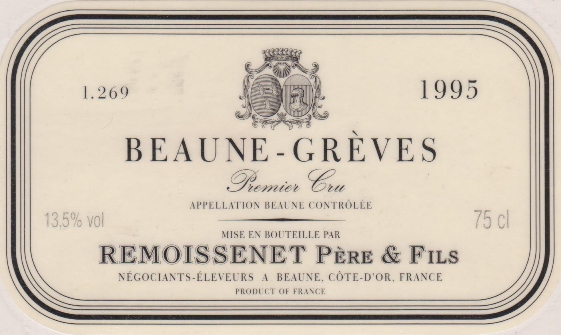 1.269
1995
BEAUNE-GRÈVES
Premier Cru
APPELLATION BEAUNE CONTRÔLÉE
13,5% vol
75 cl
MISE EN BOUTEILLE PAR
REMOISSENET PÈRE & FILS
NÉGOCIANTS-ÉLEVEURS A BEAUNE, CÔTE-D'OR, FRANCE
PRODUCT OF FRANCE